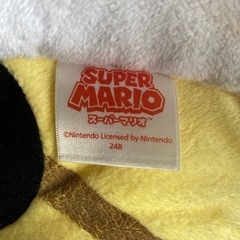 SUPER
MARIO
スーパーマリオ
©Nintendo Licensed by Nintendo
24B